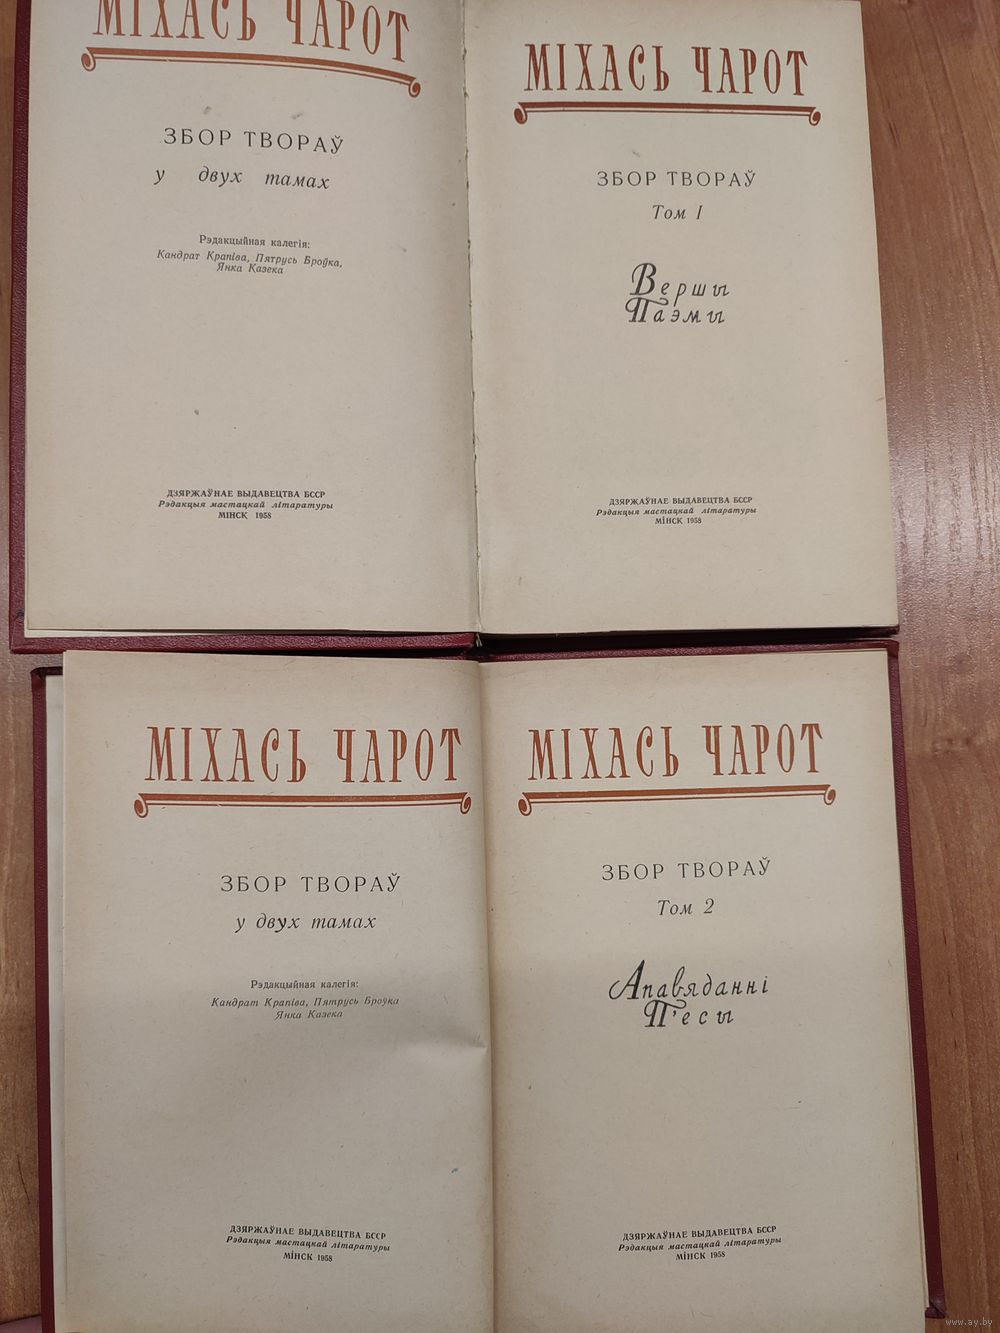 МІХАСЬ ЧАРОТ
ЗБОР ТВОРАЎ
у двух тамах
Рэдакцыйная калегія:
Кандрат Крапіва, Пятрусь Броўка,
Янка Казека
ДЗЯРЖАЎНАЕ ВЫДАВЕЦТВА БССР
Рэдакцыя мастацкай літаратуры
МІНСК 1958
МІХАСЬ ЧАРОТ
ЗБОР ТВОРАЎ
Том I
Вершы
Паэмы
ДЗЯРЖАЎНАЕ ВЫДАВЕЦТВА БССР
Рэдакцыя мастацкай літаратуры
МІНСК 1958
МІХАСЬ ЧАРОТ
ЗБОР ТВОРАЎ
у двух тамах
Рэдакцыйная калегія:
Кандрат Крапіва, Пятрусь Броўка
Янка Казека
ДЗЯРЖАЎНАЕ ВЫДАВЕЦТВА БССР
Рэдакцыя мастацкай літаратуры
МІНСК 1958
МІХАСЬ ЧАРОТ
ЗБОР ТВОРАЎ
Том 2
Апавяданні
П'есы
ДЗЯРЖАЎНАЕ ВЫДАВЕЦТВА БССР
Рэдакцыя мастацкай літаратуры
МІНСК 1958
www.ay.by